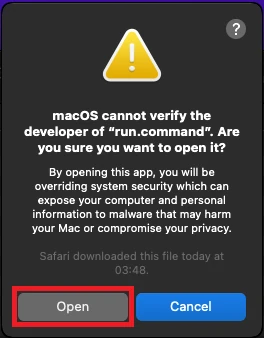 ?
macOS cannot verify the
developer of “run.command”. Are
you sure you want to open it?
By opening this app, you will be
overriding system security which can
expose your computer and personal
information to malware that may harm
your Mac or compromise your privacy.
Safari downloaded this file today at
03:48.
Open
Cancel